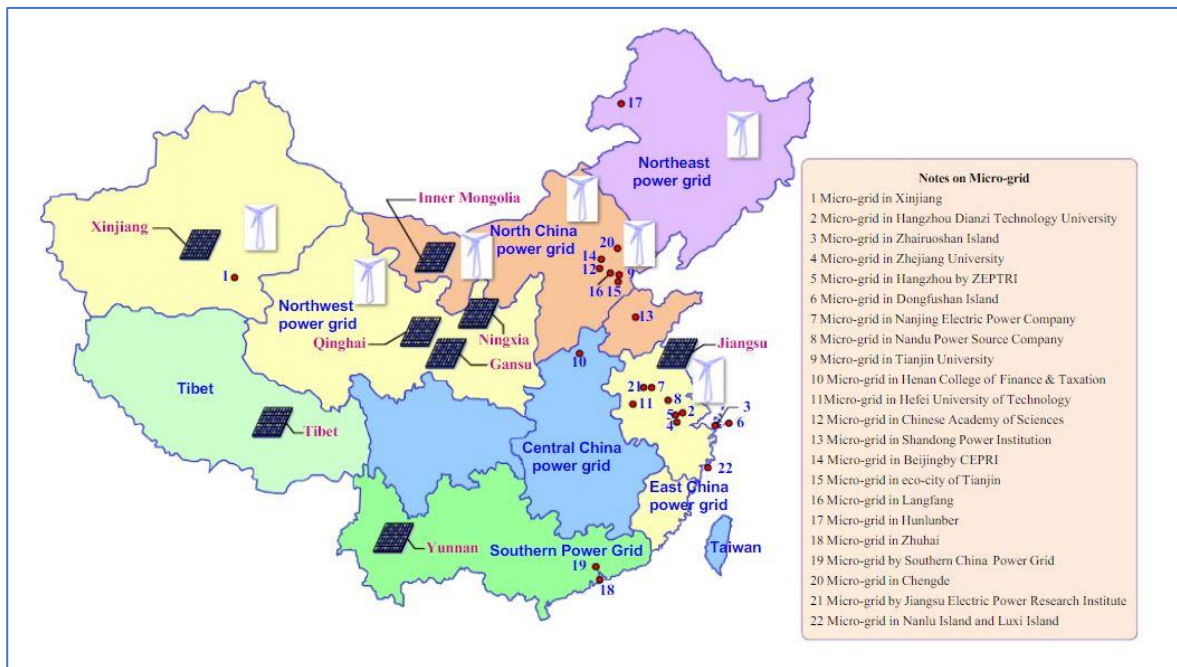 17
Northeast
power grid
Inner Mongolia
Xinjiang
North China
power grid
20
14
12
9
16
15
1
Northwest
power grid
Qinghai
Ningxia
Gansu
13
Jiangsu
10
Tibet
21
7
8
11
2
5
4
3
6
Tibet
Central China
power grid
22
East China
power grid
Yunnan
Southern Power Grid
Taiwan
19
18
Notes on Micro-grid
1 Micro-grid in Xinjiang
2 Micro-grid in Hangzhou Dianzi Technology University
3 Micro-grid in Zhairuoshan Island
4 Micro-grid in Zhejiang University
5 Micro-grid in Hangzhou by ZEPTRI
6 Micro-grid in Dongfushan Island
7 Micro-grid in Nanjing Electric Power Company
8 Micro-grid in Nandu Power Source Company
9 Micro-grid in Tianjin University
10 Micro-grid in Henan College of Finance & Taxation
11Micro-grid in Hefei University of Technology
12 Micro-grid in Chinese Academy of Sciences
13 Micro-grid in Shandong Power Institution
14 Micro-grid in Beijingby CEPRI
15 Micro-grid in eco-city of Tianjin
16 Micro-grid in Langfang
17 Micro-grid in Hunlunber
18 Micro-grid in Zhuhai
19 Micro-grid by Southern China Power Grid
20 Micro-grid in Chengde
21 Micro-grid by Jiangsu Electric Power Research Institute
22 Micro-grid in Nanlu Island and Luxi Island